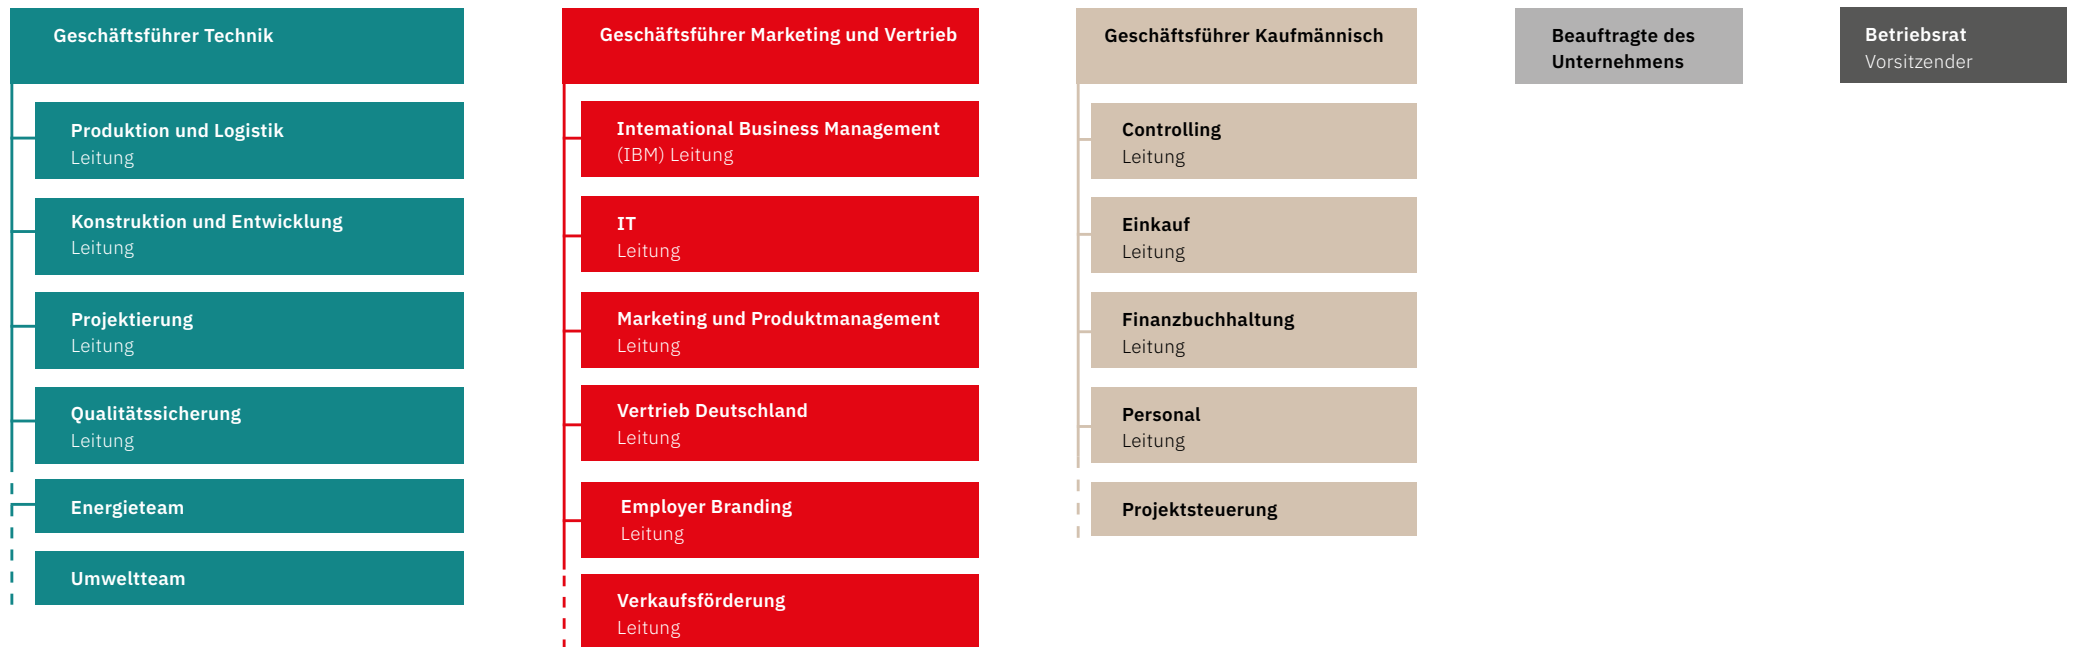 Geschäftsführer Technik
Produktion und Logistik
Leitung
Konstruktion und Entwicklung
Leitung
Projektierung
Leitung
Qualitätssicherung
Leitung
Energieteam
Umweltteam
Geschäftsführer Marketing und Vertrieb
Intemational Business Management
(IBM) Leitung
IT
Leitung
Marketing und Produktmanagement
Leitung
Vertrieb Deutschland
Leitung
Employer Branding
Leitung
Verkaufsförderung
Leitung
Geschäftsführer Kaufmännisch
Controlling
Leitung
Einkauf
Leitung
Finanzbuchhaltung
Leitung
Personal
Leitung
Projektsteuerung
Beauftragte des
Unternehmens
Betriebsrat
Vorsitzender